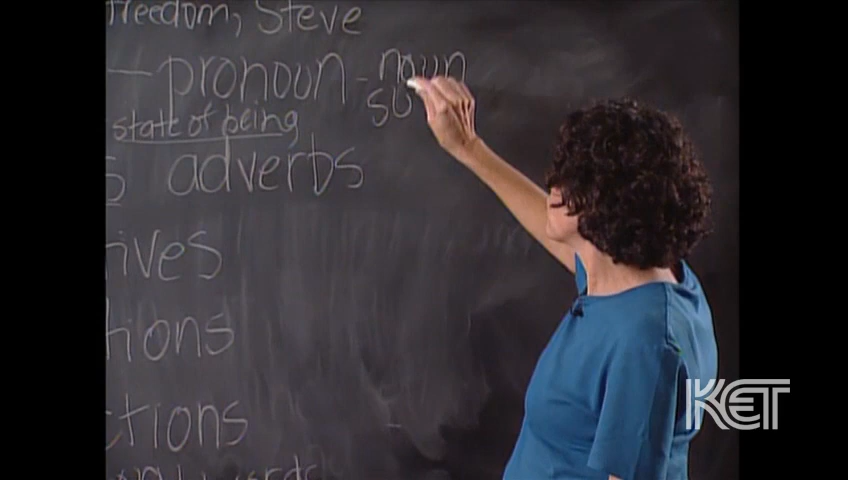 freedom, Steve
— pronoun - noun
su
state of being
s adverbs
tives
tions
ctions
KET